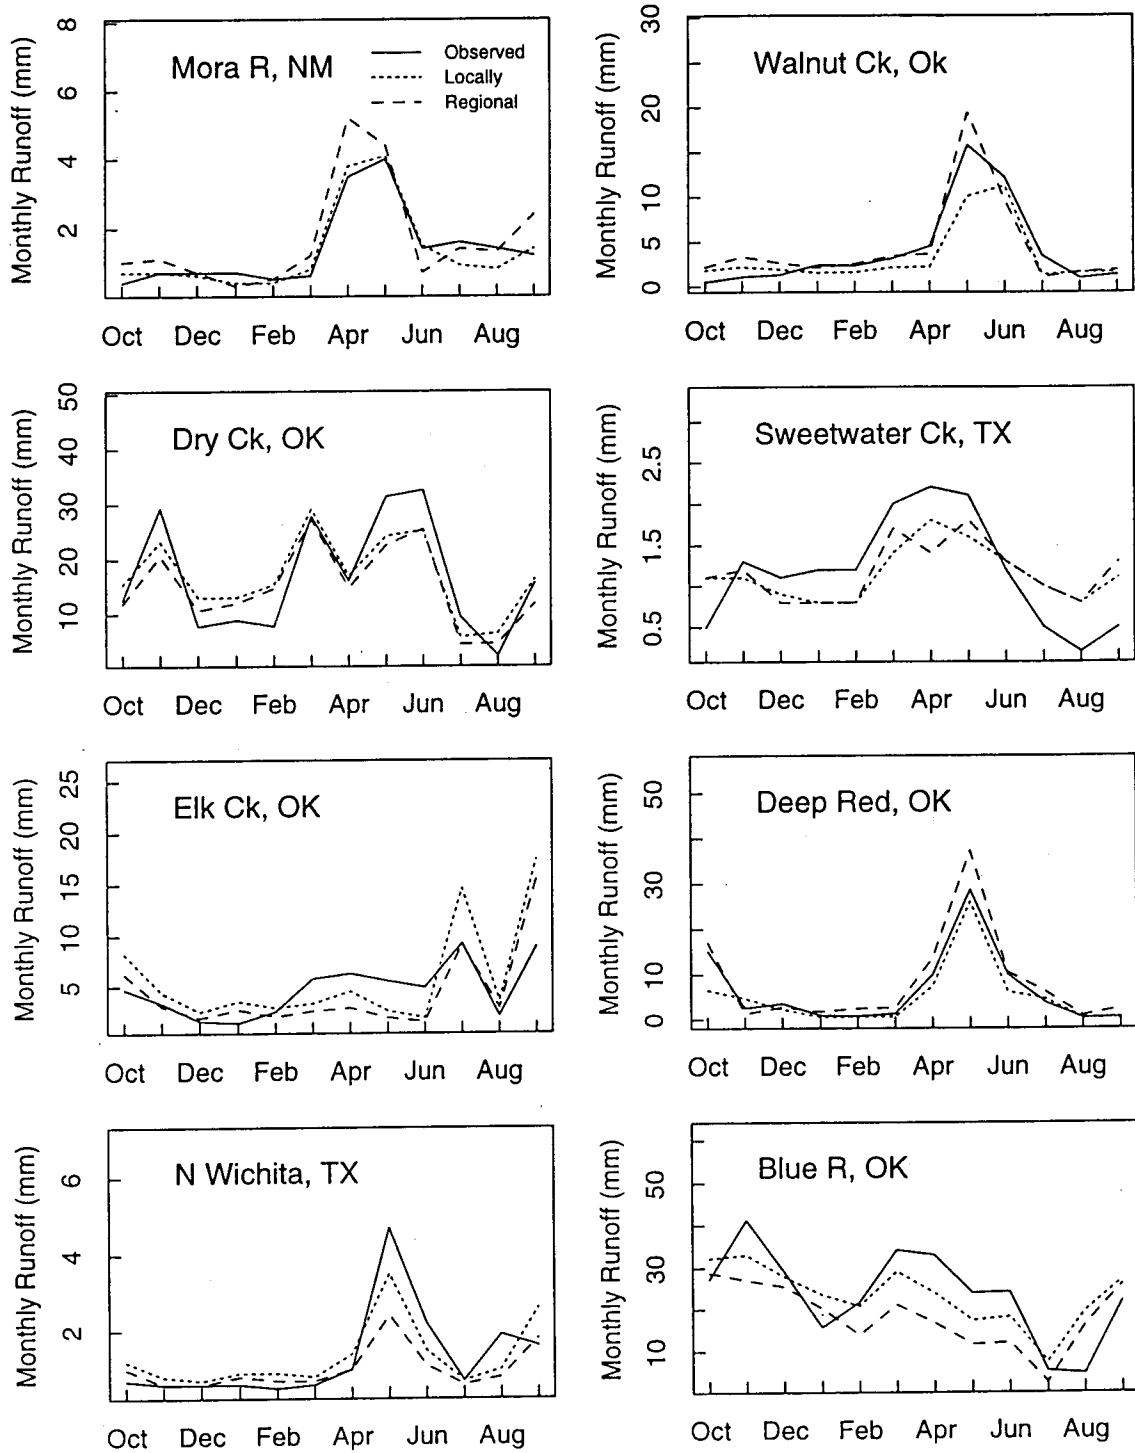 Mora R, NM
Observed
Locally
Regional
Monthly Runoff (mm)
8
6
4
2
Oct Dec Feb Apr Jun Aug
Walnut Ck, Ok
Monthly Runoff (mm)
30
20
10
5
0
Oct Dec Feb Apr Jun Aug
Dry Ck, OK
Monthly Runoff (mm)
50
40
30
20
10
Oct Dec Feb Apr Jun Aug
Sweetwater Ck, TX
Monthly Runoff (mm)
2.5
1.5
0.5
Oct Dec Feb Apr Jun Aug
Elk Ck, OK
Monthly Runoff (mm)
25
20
15
10
5
Oct Dec Feb Apr Jun Aug
Deep Red, OK
Monthly Runoff (mm)
50
30
10
0
Oct Dec Feb Apr Jun Aug
N Wichita, TX
Monthly Runoff (mm)
6
4
2
Oct Dec Feb Apr Jun Aug
Blue R, OK
Monthly Runoff (mm)
50
30
10
Oct Dec Feb Apr Jun Aug